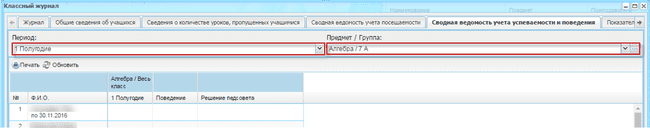 Классный журнал
Журнал
Общие сведения об учащихся
Сведения о количестве уроков, пропущенных учащимися
Сводная ведомость учета посещаемости
Сводная ведомость учета успеваемости и поведения
Показатели
Период:
Предмет / Группа:
1 Полугодие
Алгебра / 7 А
Печать
Обновить
Алгебра / Весь
класс
№
Ф.И.О.
1 Полугодие
Поведение
Решение педсовета
1
по 30.11.2016
2